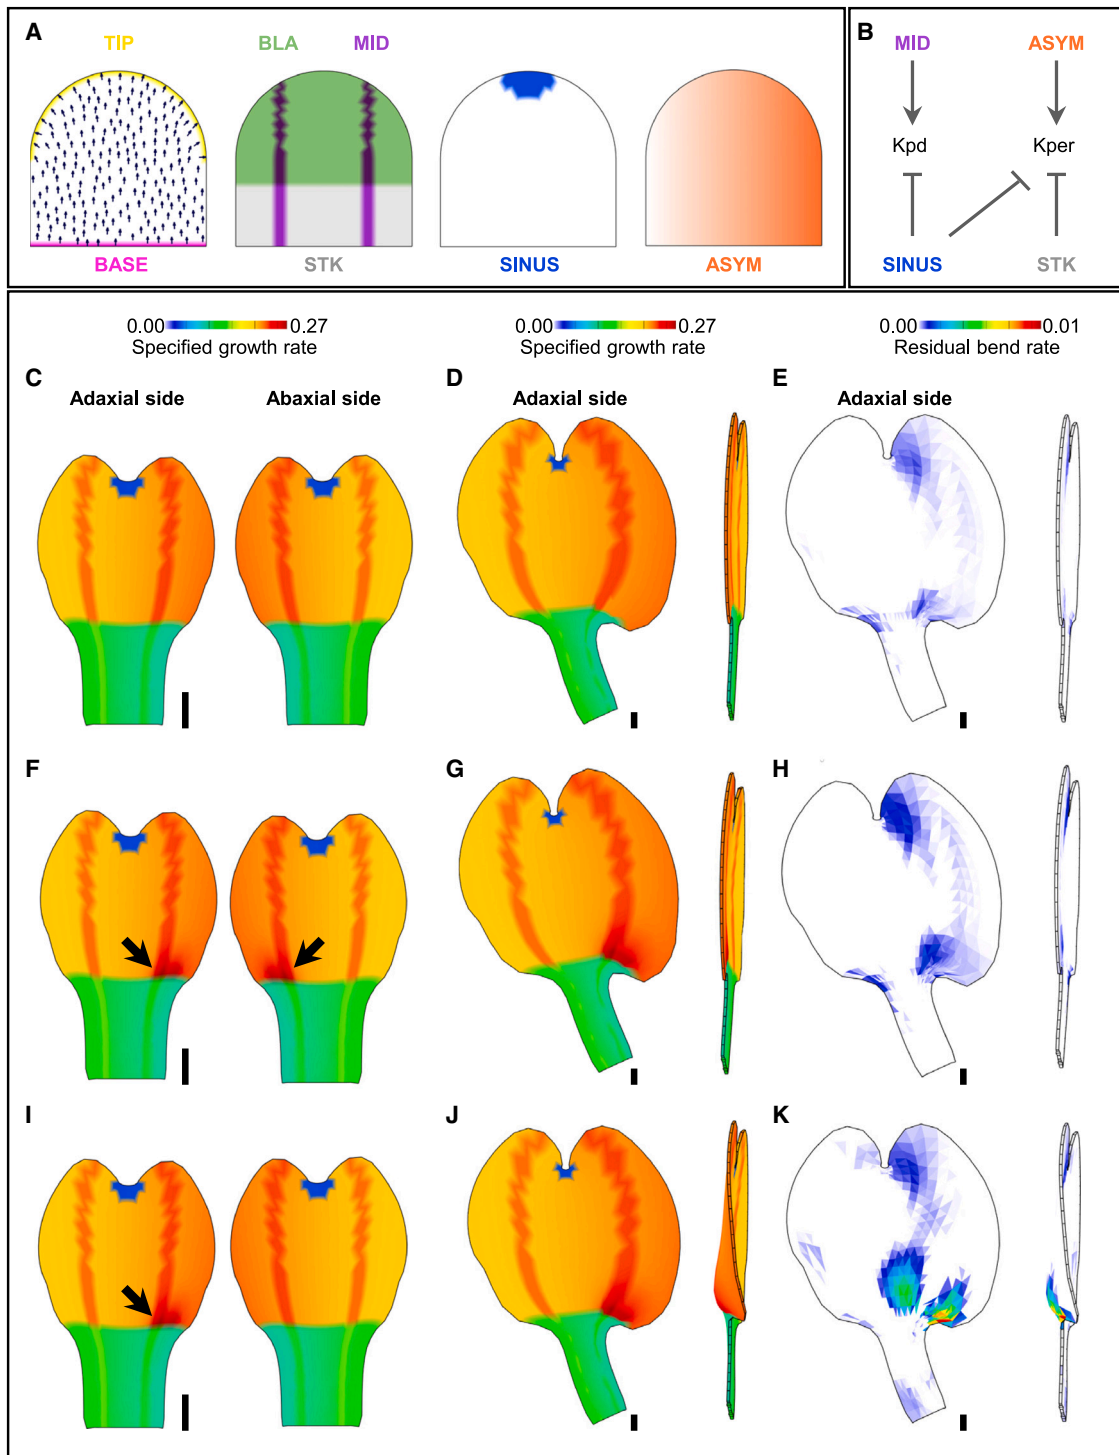 A
TIP
BLA
MID
BASE
STK
SINUS
ASYM
B
MID
ASYM
Kpd
Kper
SINUS
STK
0.00
0.27
Specified growth rate
0.00
0.27
Specified growth rate
0.00
0.01
Residual bend rate
C
Adaxial side
Abaxial side
D
Adaxial side
E
Adaxial side
F
G
H
I
J
K